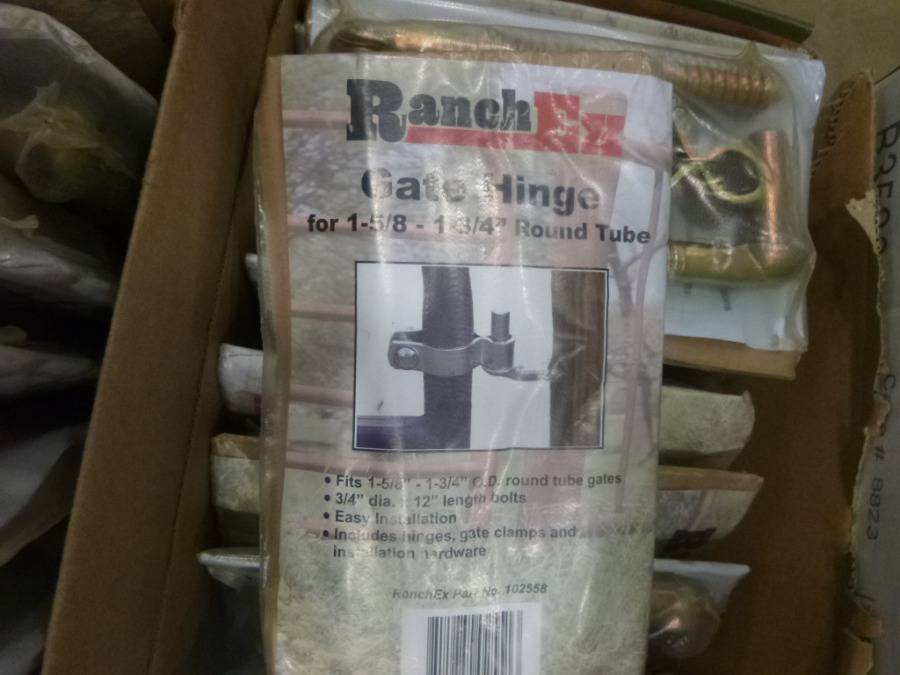 RanchEx
Gate Hinge
for 1-5/8 - 1-3/4" Round Tube
• Fits 1-5/8" - 1-3/4" O.D. round tube gates
• 3/4" dia. x 12" length bolts
• Easy Installation
• Includes hinges, gate clamps and
installation hardware
RanchEx Part No. 102558
# 8823